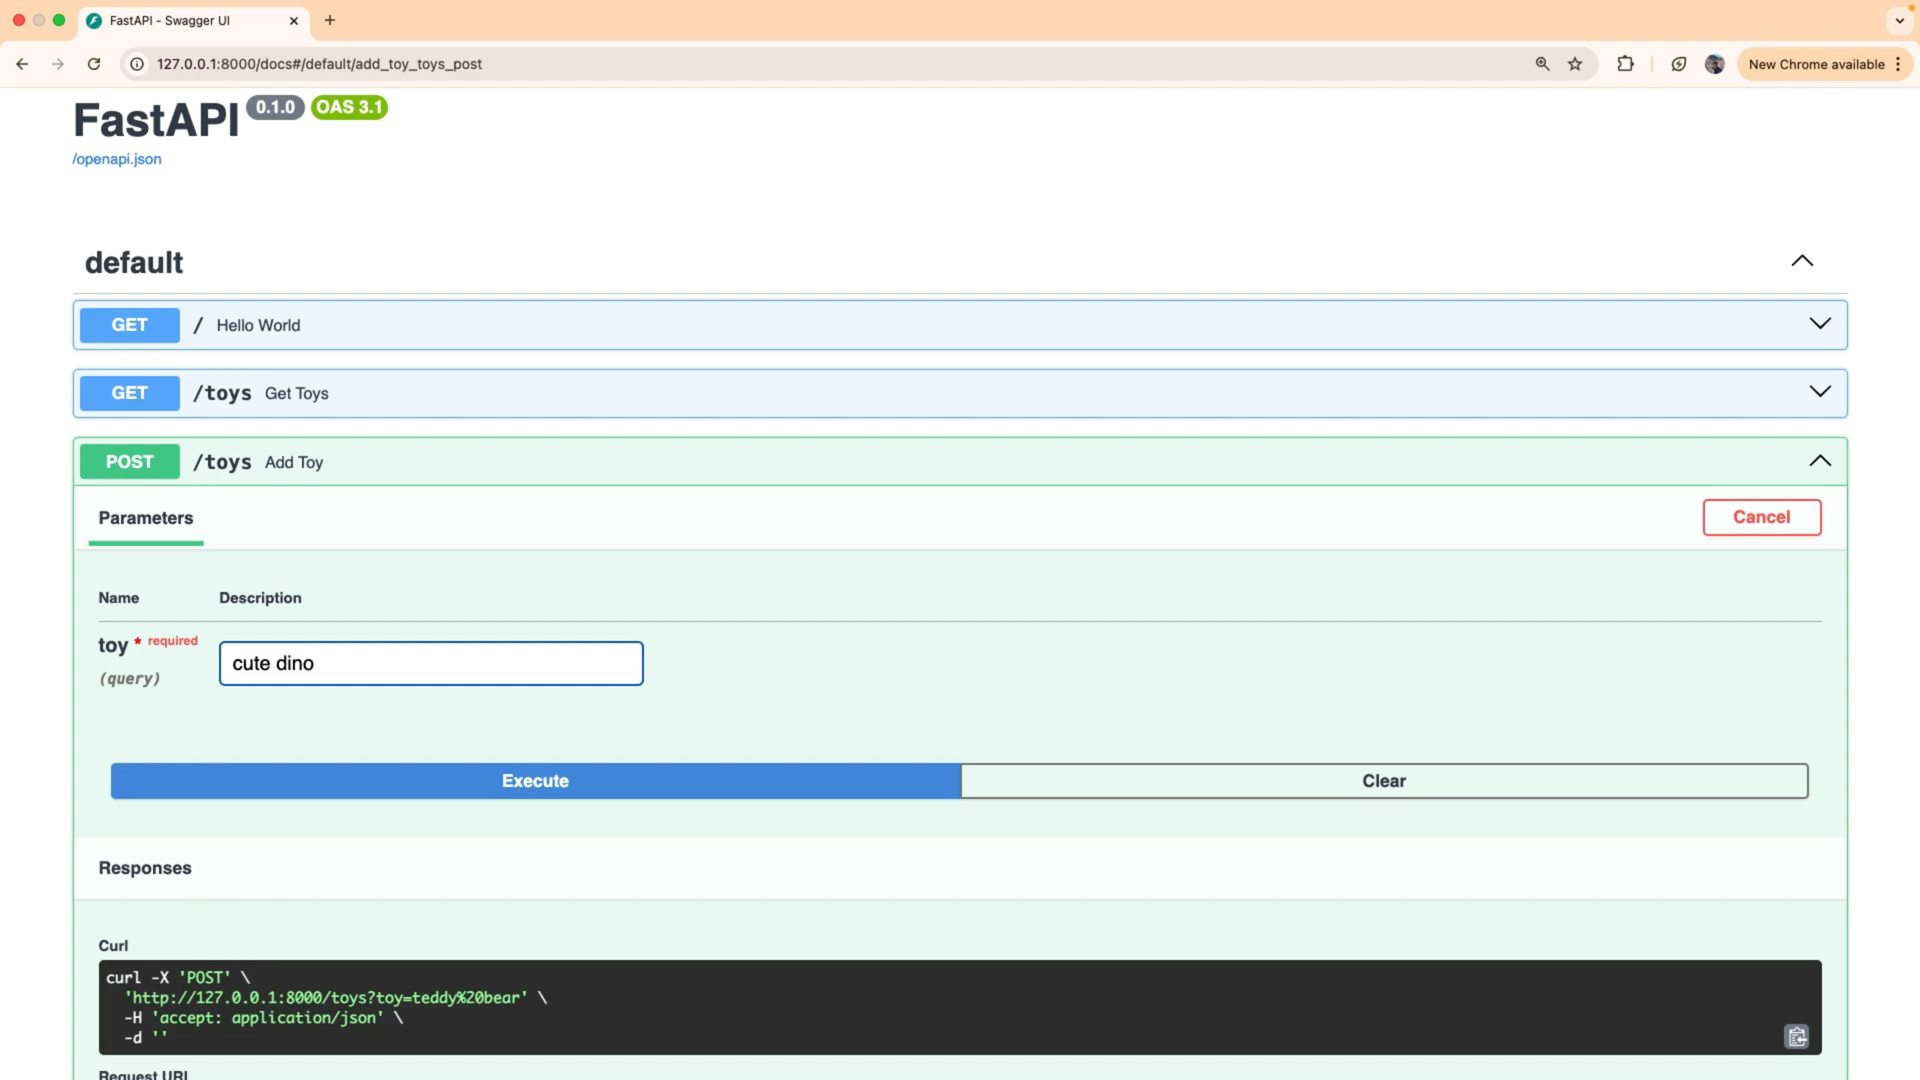 FastAPI - Swagger UI
127.0.0.1:8000/docs#/default/add_toy_toys_post
New Chrome available
FastAPI 0.1.0 OAS 3.1
/openapi.json
default
GET / Hello World
GET /toys Get Toys
POST /toys Add Toy
Parameters
Cancel
Name Description
toy * required
(query)
cute dino
Execute
Clear
Responses
Curl
curl -X 'POST' \
'http://127.0.0.1:8000/toys?toy=teddy%20bear' \
-H 'accept: application/json' \
-d ''
Request URL